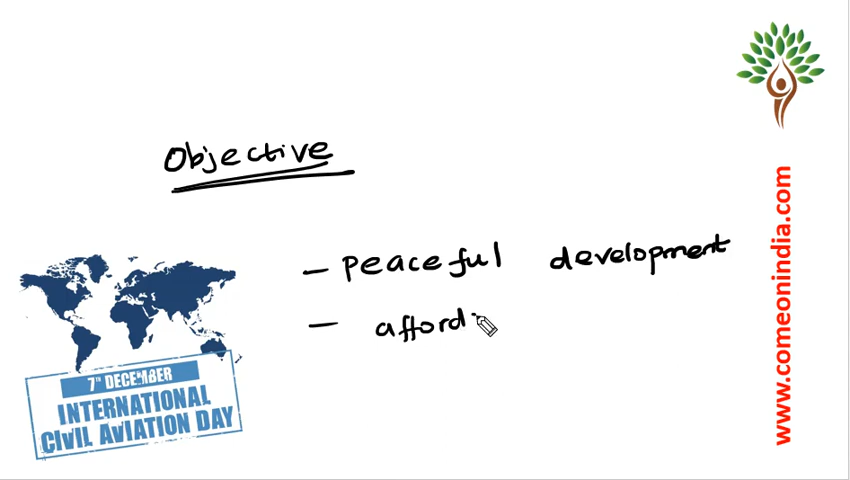 Objective
– Peaceful development
– afford
7th DECEMBER
INTERNATIONAL
CIVIL AVIATION DAY
www.comeonindia.com